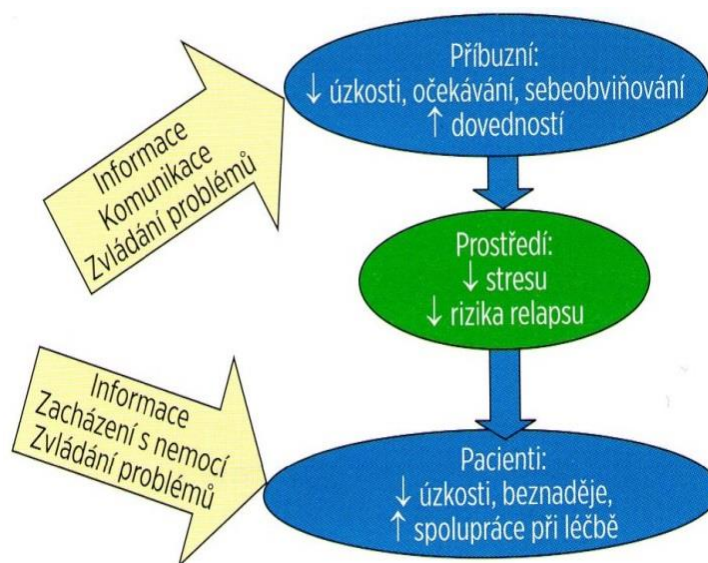 Příbuzní:
↓ úzkosti, očekávání, sebeobviňování
↑ dovedností
Informace
Komunikace
Zvládání problémů
Prostředí:
↓ stresu
↓ rizika relapsu
Informace
Zacházení s nemocí
Zvládání problémů
Pacienti:
↓ úzkosti, beznaděje,
↑ spolupráce při léčbě